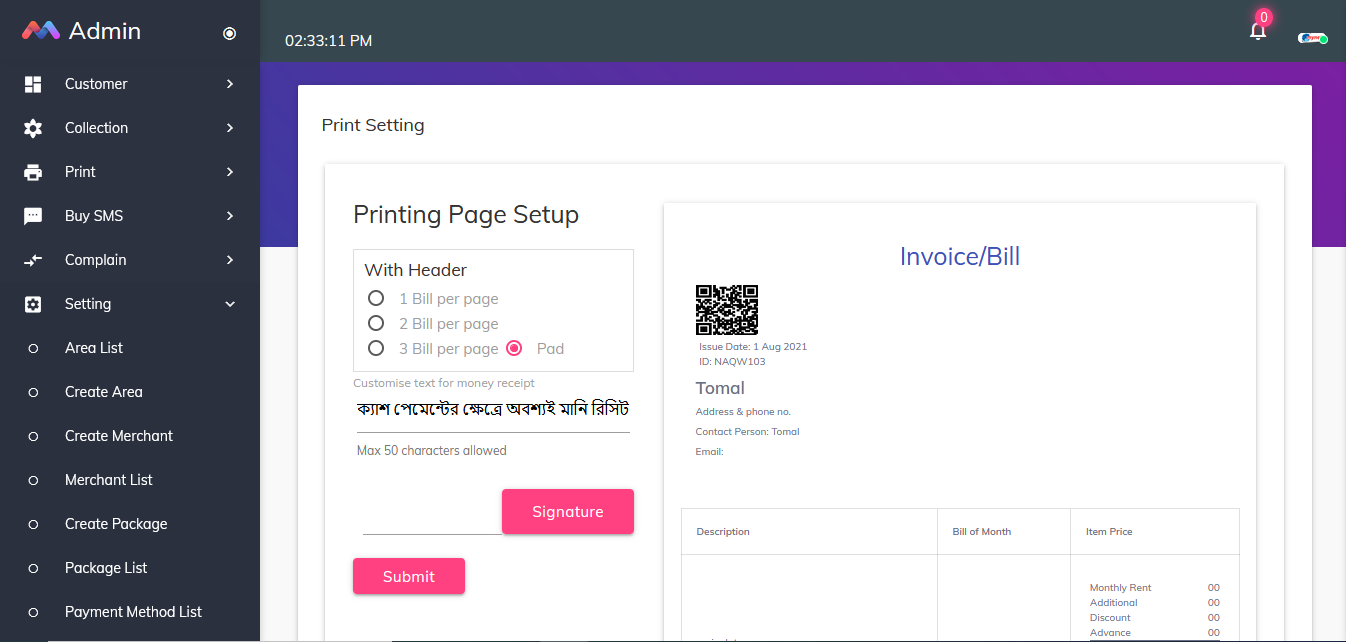 Admin
02:33:11 PM
0
Customer
Collection
Print
Buy SMS
Complain
Setting
Area List
Create Area
Create Merchant
Merchant List
Create Package
Package List
Payment Method List
Print Setting
Printing Page Setup
With Header
1 Bill per page
2 Bill per page
3 Bill per page Pad
Customise text for money receipt
ক্যাশ পেমেন্টের ক্ষেত্রে অবশ্যই মানি রিসিট
Max 50 characters allowed
Signature
Submit
Invoice/Bill
Issue Date: 1 Aug 2021
ID: NAQW103
Tomal
Address & phone no.
Contact Person: Tomal
Email:
Description Bill of Month Item Price
Monthly Rent 00
Additional 00
Discount 00
Advance 00